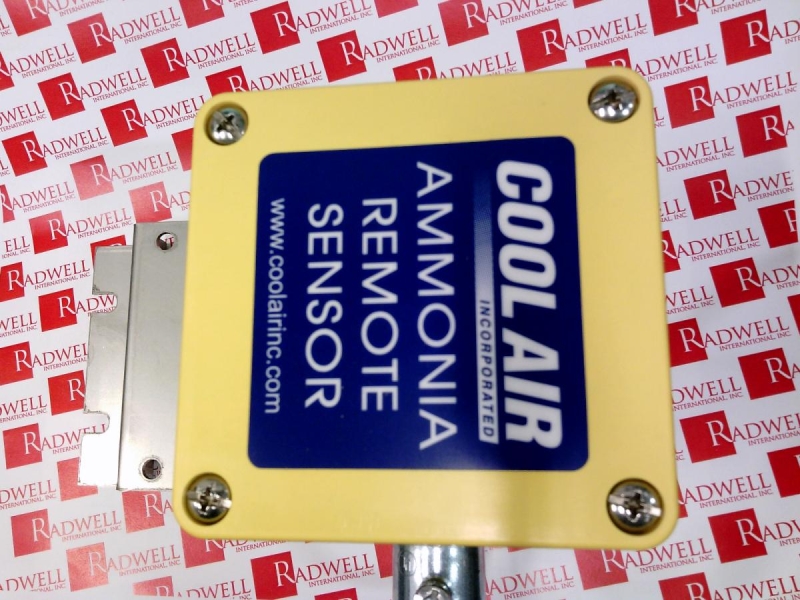 COOL AIR
INCORPORATED
AMMONIA
REMOTE
SENSOR
www.coolairinc.com
RADWELL
INTERNATIONAL, INC